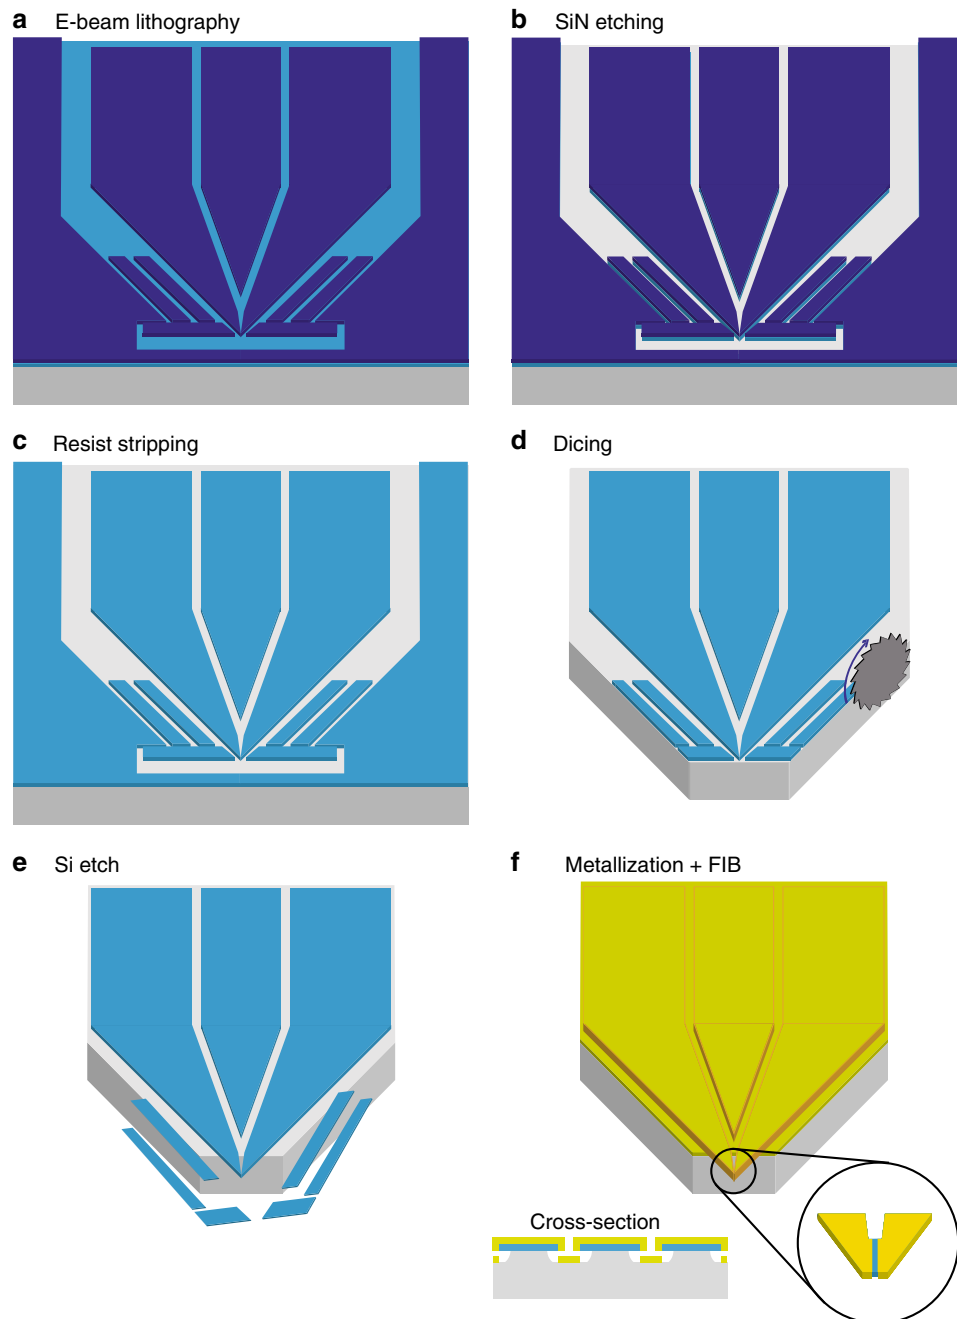 a E-beam lithography
b SiN etching
c Resist stripping
d Dicing
e Si etch
f Metallization + FIB
Cross-section